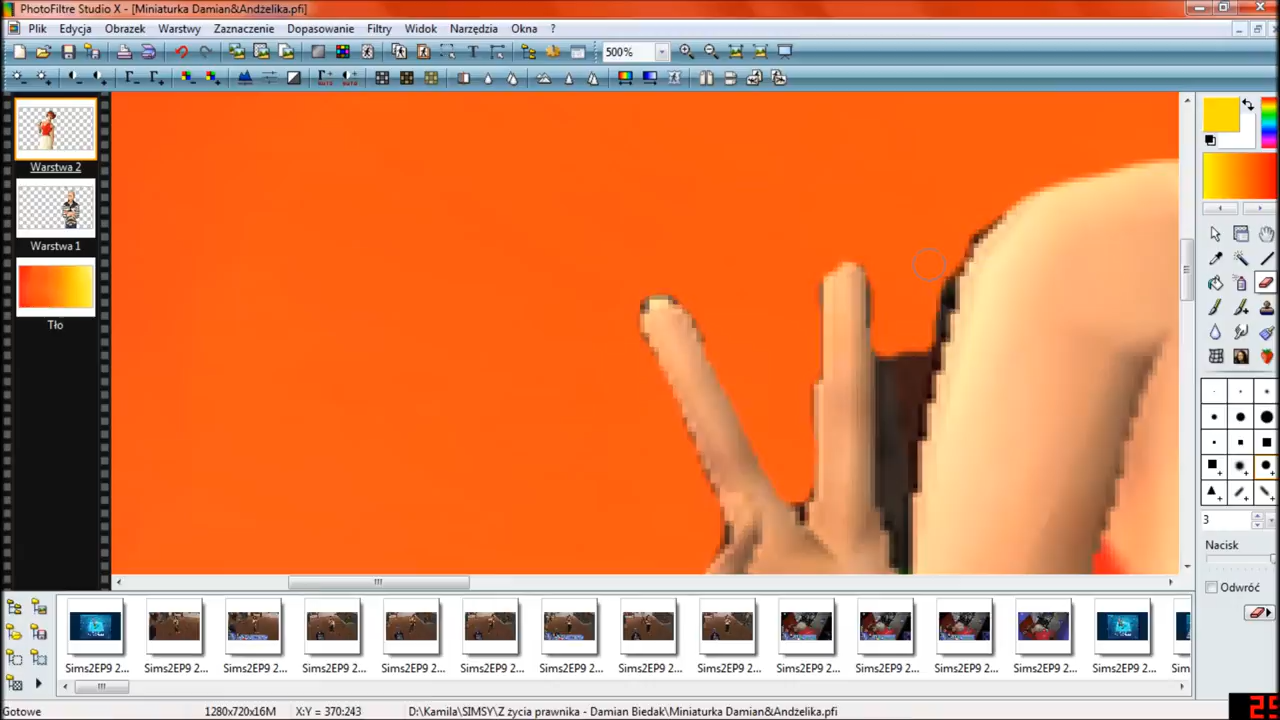 PhotoFiltre Studio X - [Miniaturka Damian&Andżelika.pfi]
Plik Edycja Obrazek Warstwy Zaznaczenie Dopasowanie Filtry Widok Narzędzia Okna ?
500%
Warstwa 2
Warstwa 1
Tło
3
Nacisk
Odwróć
Sims2EP9 2... Sims2EP9 2... Sims2EP9 2... Sims2EP9 2... Sims2EP9 2... Sims2EP9 2... Sims2EP9 2... Sims2EP9 2... Sims2EP9 2... Sims2EP9 2... Sims2EP9 2... Sims2EP9 2... Sims2EP9 2... Sims2EP9 2... Sims
Gotowe 1280x720x16M X:Y = 370:243 D:\Kamila\SIMSY\Z życia prawnika - Damian Biedak\Miniaturka Damian&Andżelika.pfi
25